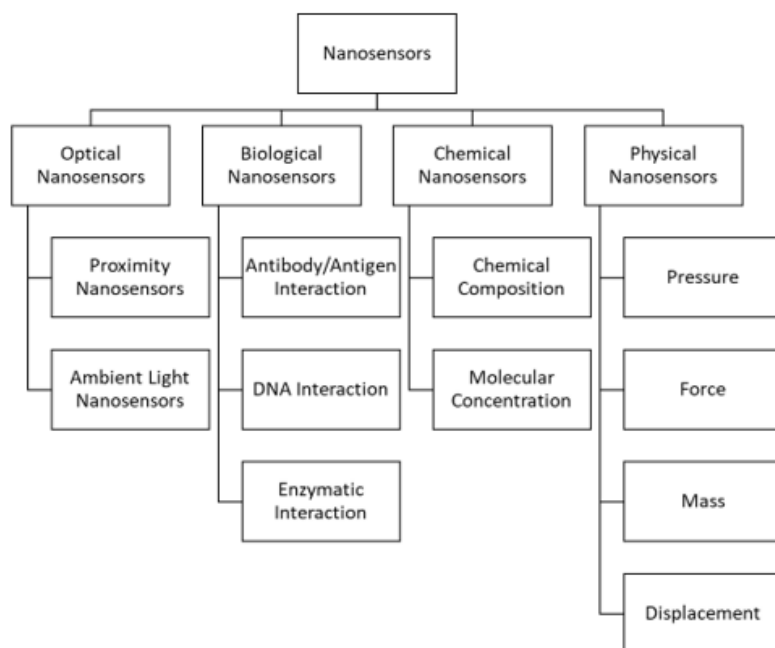 Nanosensors
Optical
Nanosensors
Biological
Nanosensors
Chemical
Nanosensors
Physical
Nanosensors
Proximity
Nanosensors
Antibody/Antigen
Interaction
Chemical
Composition
Pressure
Ambient Light
Nanosensors
DNA Interaction
Molecular
Concentration
Force
Enzymatic
Interaction
Mass
Displacement